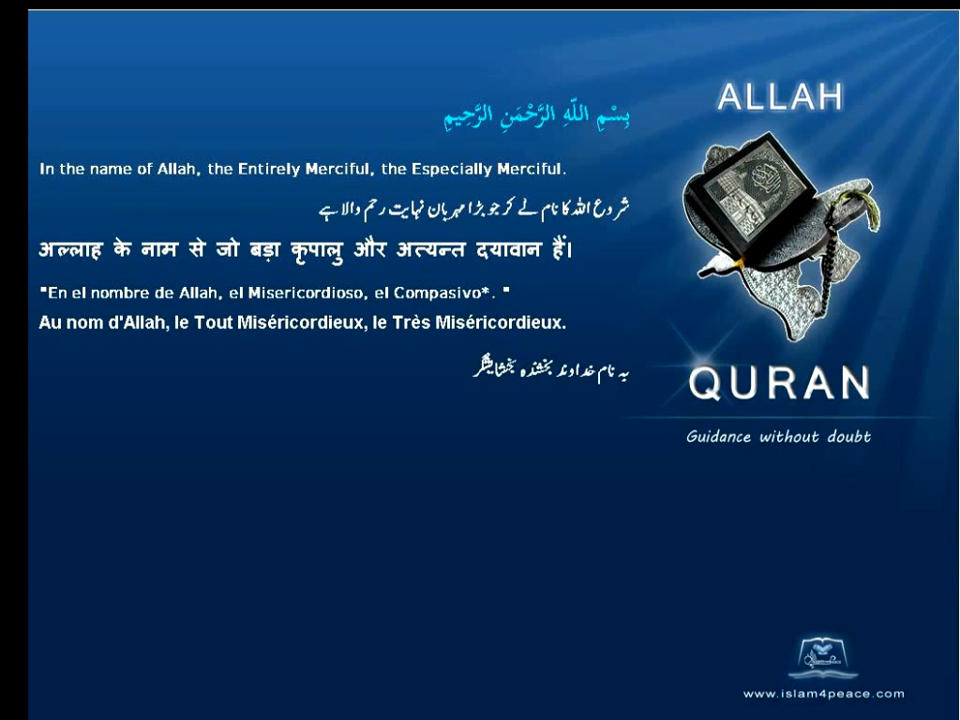 بِسْمِ اللّهِ الرَّحْمَنِ الرَّحِيمِ
In the name of Allah, the Entirely Merciful, the Especially Merciful.
شروع الله کا نام لے کر جو بڑا مہربان نہایت رحم والا ہے
अल्लाह के नाम से जो बड़ा कृपालु और अत्यन्त दयावान हैं।
"En el nombre de Allah, el Misericordioso, el Compasivo*. "
Au nom d'Allah, le Tout Miséricordieux, le Très Miséricordieux.
به نام خداوند بخشنده بخشایشگر
ALLAH
QURAN
Guidance without doubt
www.islam4peace.com